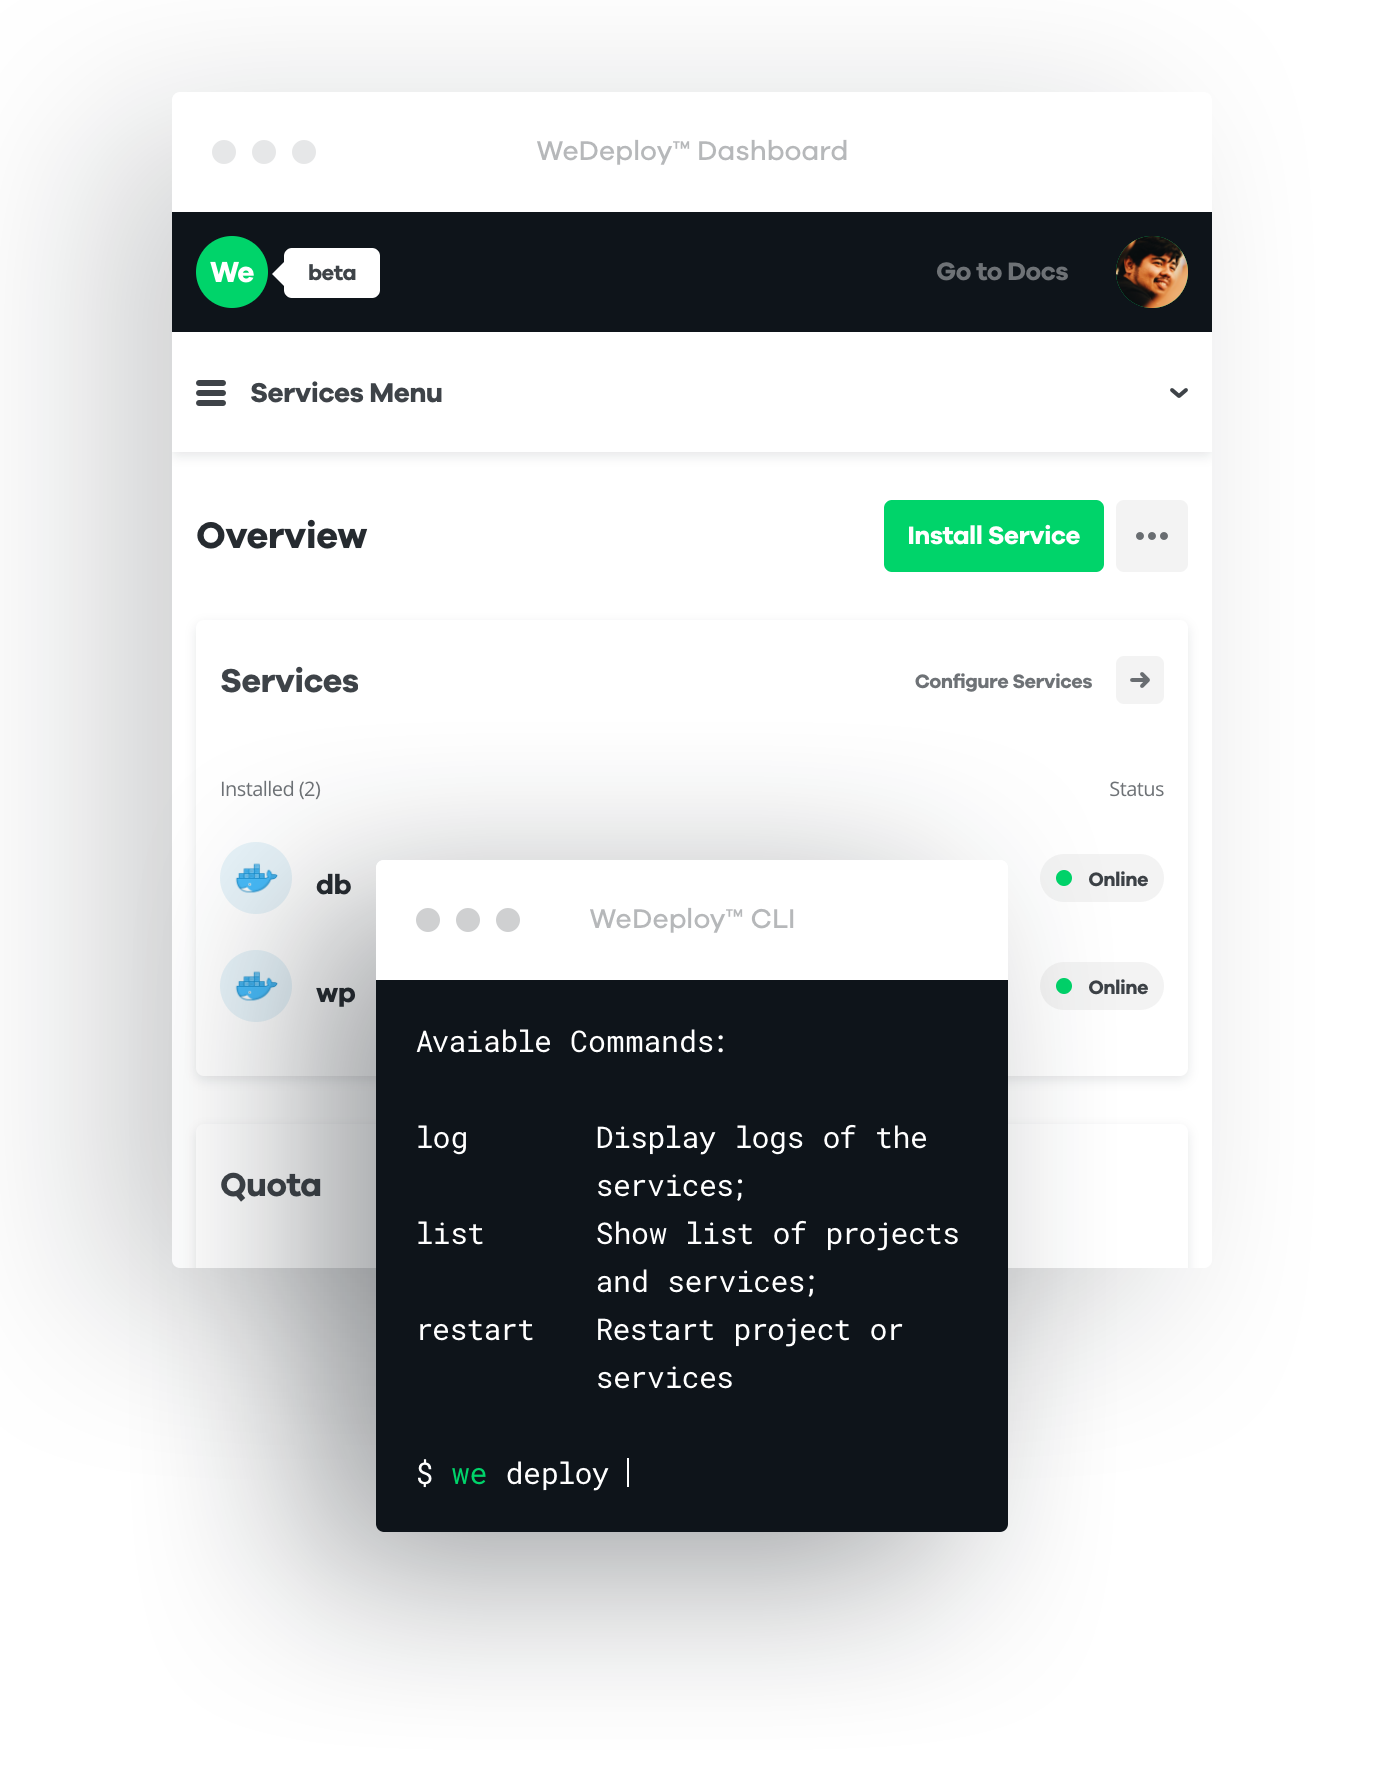 WeDeploy™ Dashboard
We
beta
Go to Docs
Services Menu
Overview
Install Service
Services
Configure Services
Installed (2)
Status
db
Online
wp
Online
Quota
WeDeploy™ CLI
Avaiable Commands:
log Display logs of the
services;
list Show list of projects
and services;
restart Restart project or
services
$ we deploy